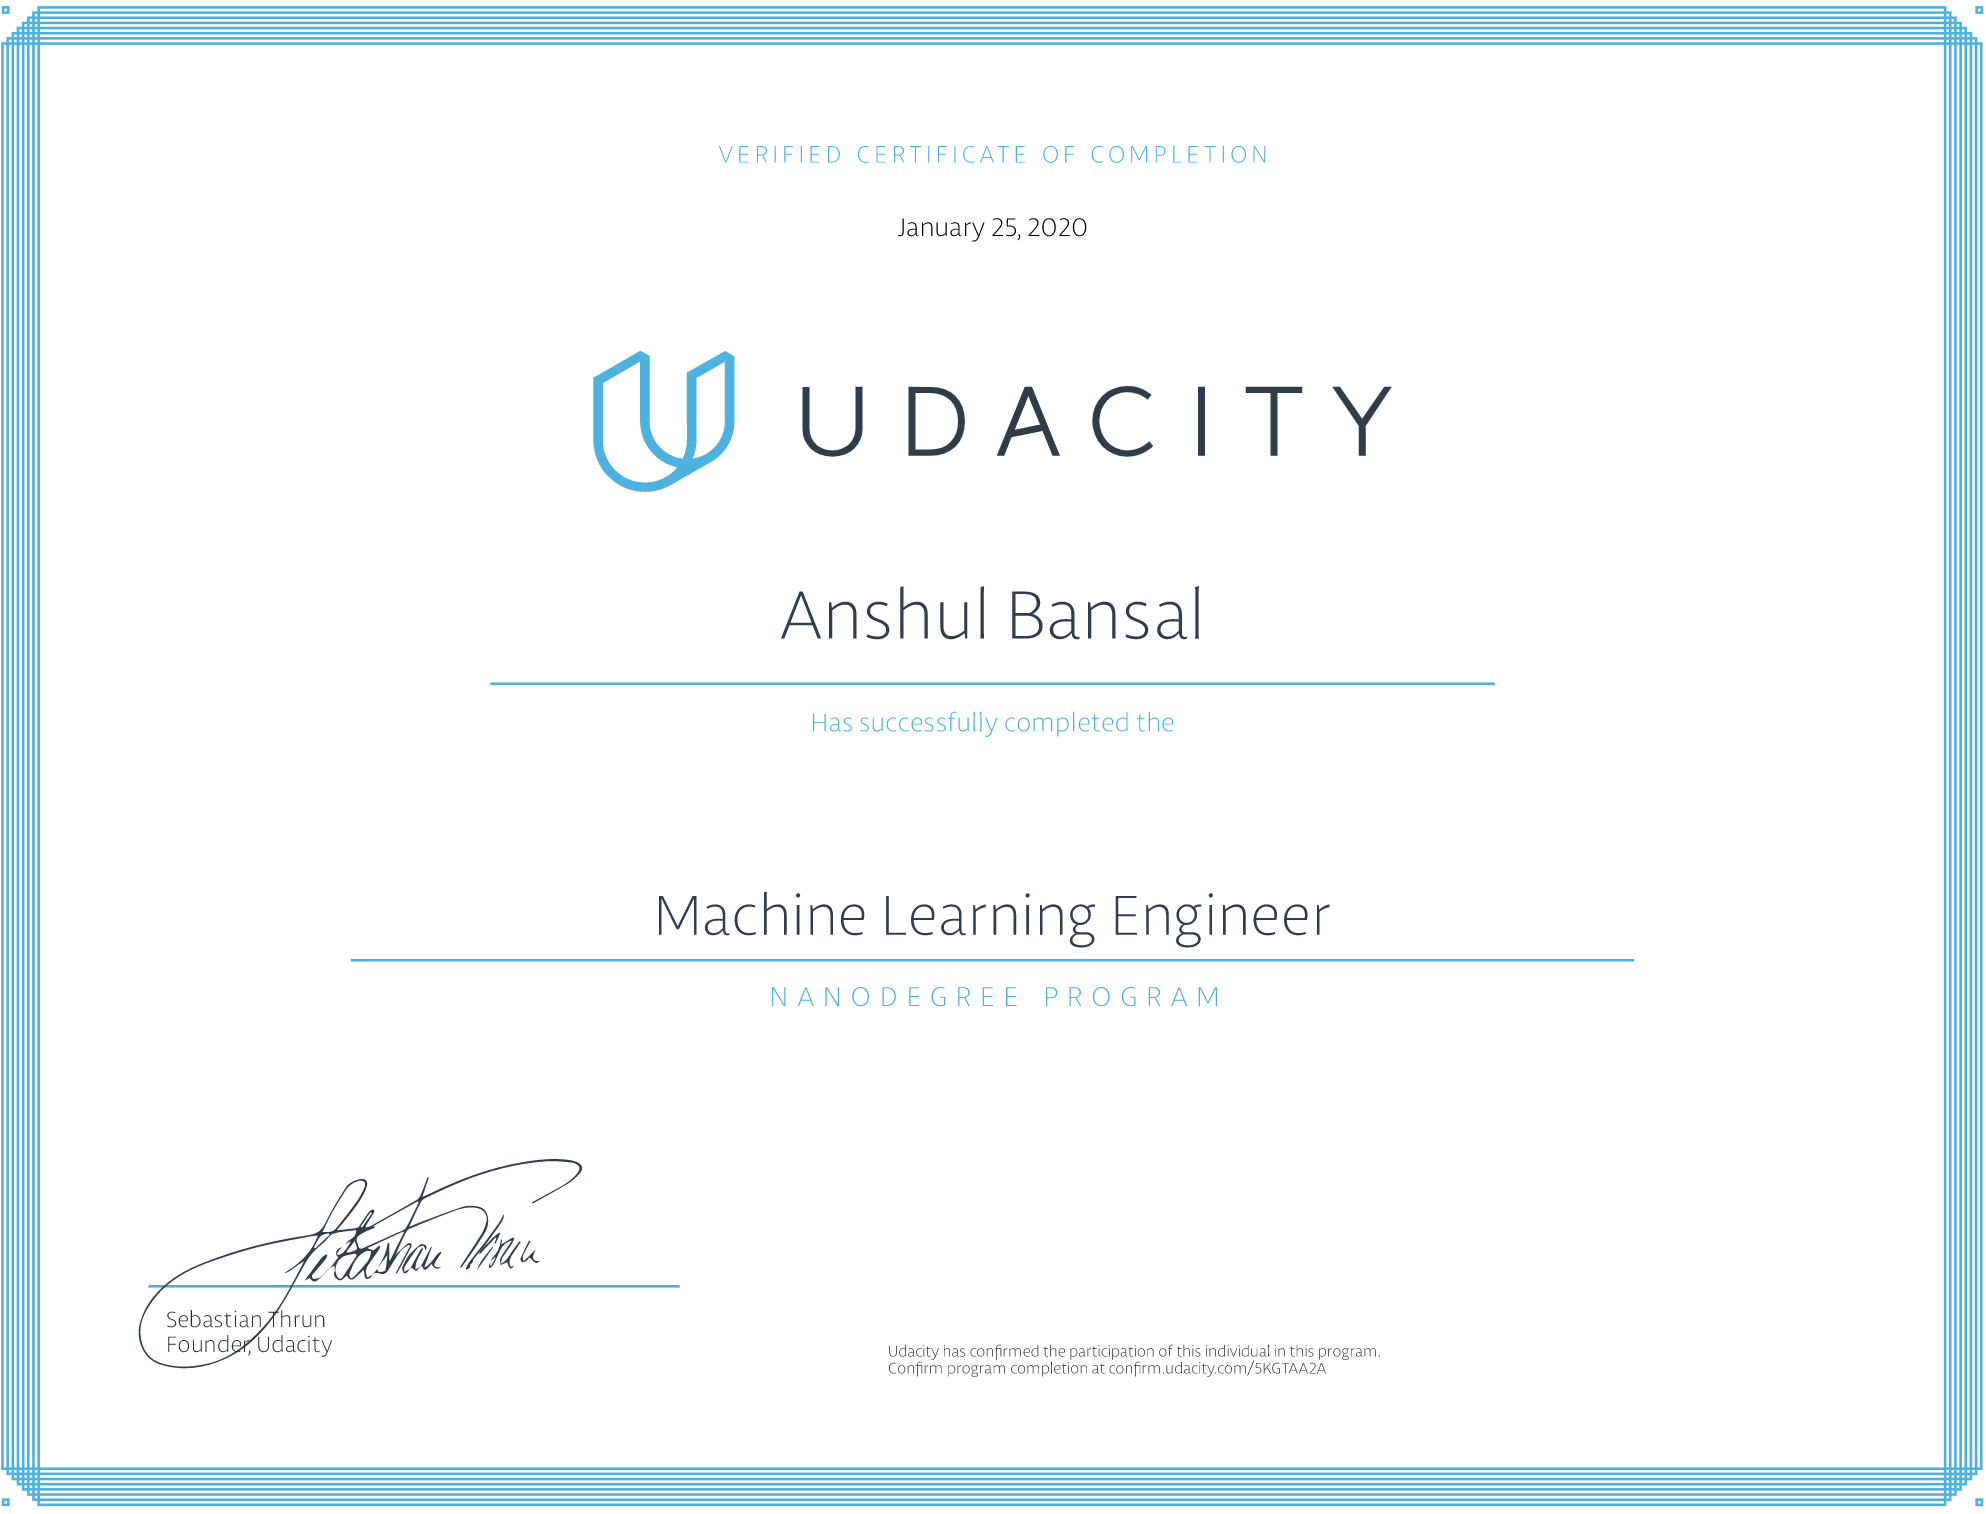 VERIFIED CERTIFICATE OF COMPLETION
January 25, 2020
UDACITY
Anshul Bansal
Has successfully completed the
Machine Learning Engineer
NANODEGREE PROGRAM
Sebastian Thrun
Sebastian Thrun
Founder, Udacity
Udacity has confirmed the participation of this individual in this program.
Confirm program completion at confirm.udacity.com/5KGTAA2A